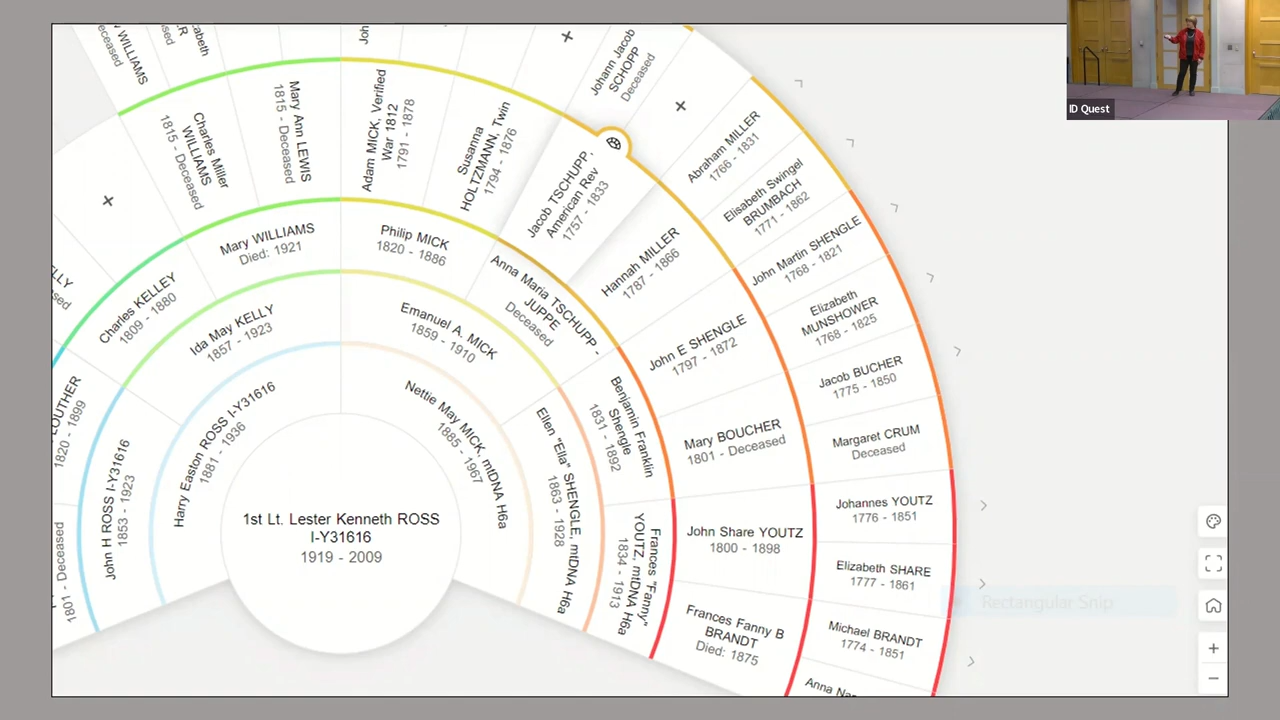 WILLIAMS
Deceased
Johann Jacob
SCHOPP
Deceased
Charles Miller
WILLIAMS
1815 - Deceased
Mary Ann LEWIS
1815 - Deceased
Adam MICK, Verified
War 1812
1791 - 1878
Susanna
HOLTZMANN, Twin
1794 - 1876
Jacob TSCHUPP,
American Rev
1757 - 1833
Hannah MILLER
1787 - 1866
Abraham MILLER
1766 - 1831
Elisabeth Swingel
BRUMBACH
1771 - 1862
John Martin SHENGLE
1768 - 1821
Elizabeth
MUNSHOWER
1768 - 1825
Jacob BUCHER
1775 - 1850
Margaret CRUM
Deceased
Johannes YOUTZ
1776 - 1851
Elizabeth SHARE
1777 - 1861
Michael BRANDT
1774 - 1851
Charles KELLEY
1809 - 1880
Mary WILLIAMS
Died: 1921
Philip MICK
1820 - 1886
Anna Maria TSCHUPP -
JUPPE
Deceased
John E SHENGLE
1797 - 1872
Mary BOUCHER
1801 - Deceased
John Share YOUTZ
1800 - 1898
Frances Fanny B
BRANDT
Died: 1875
1820 - 1899
1801 - Deceased
Ida May KELLY
1857 - 1923
Emanuel A. MICK
1859 - 1910
Benjamin Franklin
Shengle
1831 - 1892
Frances "Fanny"
YOUTZ, mtDNA H6a
1834 - 1913
John H ROSS I-Y31616
1853 - 1923
Harry Easton ROSS I-Y31616
1881 - 1936
Nettie May MICK, mtDNA H6a
1885 - 1967
Ellen "Ella" SHENGLE, mtDNA H6a
1863 - 1928
1st Lt. Lester Kenneth ROSS
I-Y31616
1919 - 2009
Rectangular Snip
ID Quest